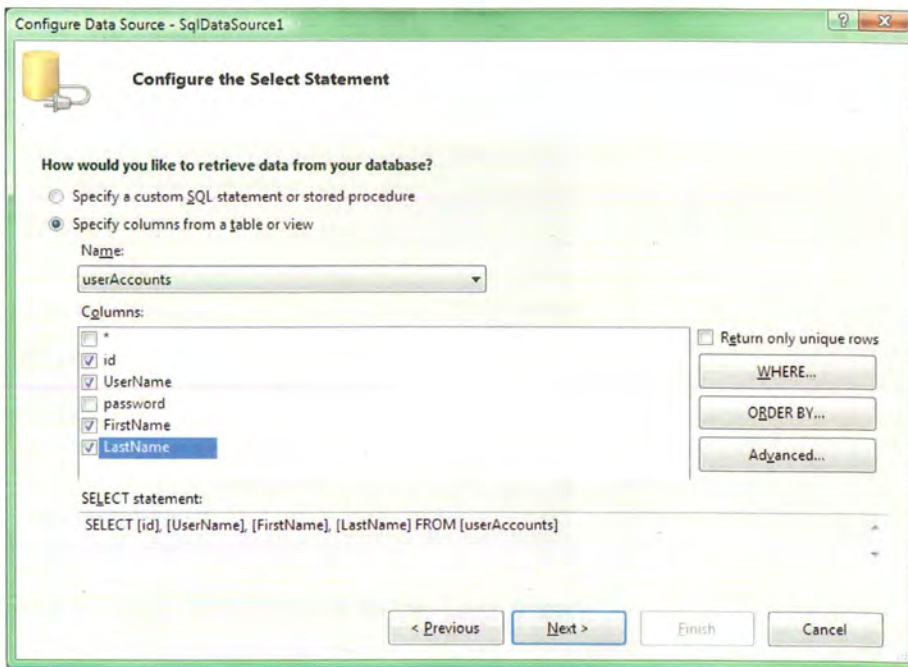 Configure Data Source - SqlDataSource1
?
Configure the Select Statement
How would you like to retrieve data from your database?
Specify a custom SQL statement or stored procedure
Specify columns from a table or view
Name:
userAccounts
Columns:
*
id
UserName
password
FirstName
LastName
Return only unique rows
WHERE...
ORDER BY...
Advanced...
SELECT statement:
SELECT [id], [UserName], [FirstName], [LastName] FROM [userAccounts]
< Previous
Next >
Finish
Cancel